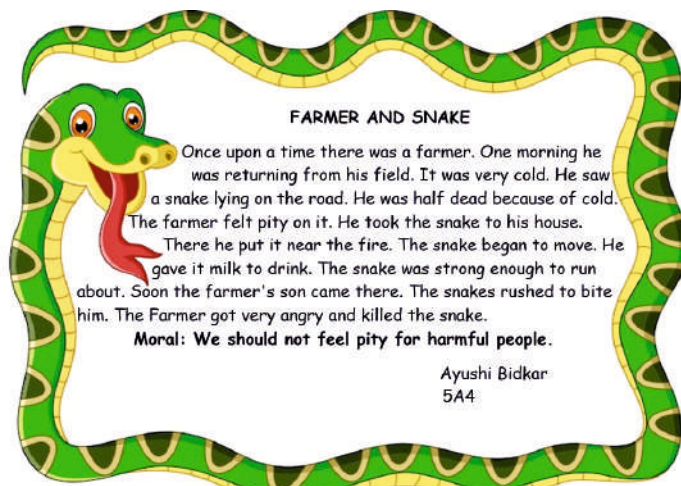 FARMER AND SNAKE
Once upon a time there was a farmer. One morning he
was returning from his field. It was very cold. He saw
a snake lying on the road. He was half dead because of cold.
The farmer felt pity on it. He took the snake to his house.
There he put it near the fire. The snake began to move. He
gave it milk to drink. The snake was strong enough to run
about. Soon the farmer's son came there. The snakes rushed to bite
him. The Farmer got very angry and killed the snake.
Moral: We should not feel pity for harmful people.
Ayushi Bidkar
5A4